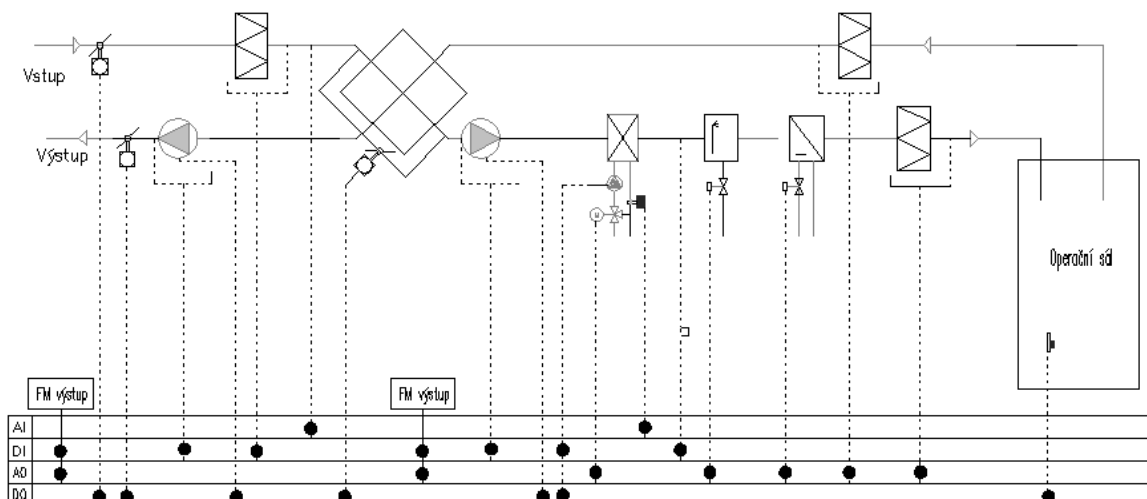 Vstup
Výstup
M
Operační sál
FM výstup
FM výstup
AI
DI
AO
DO